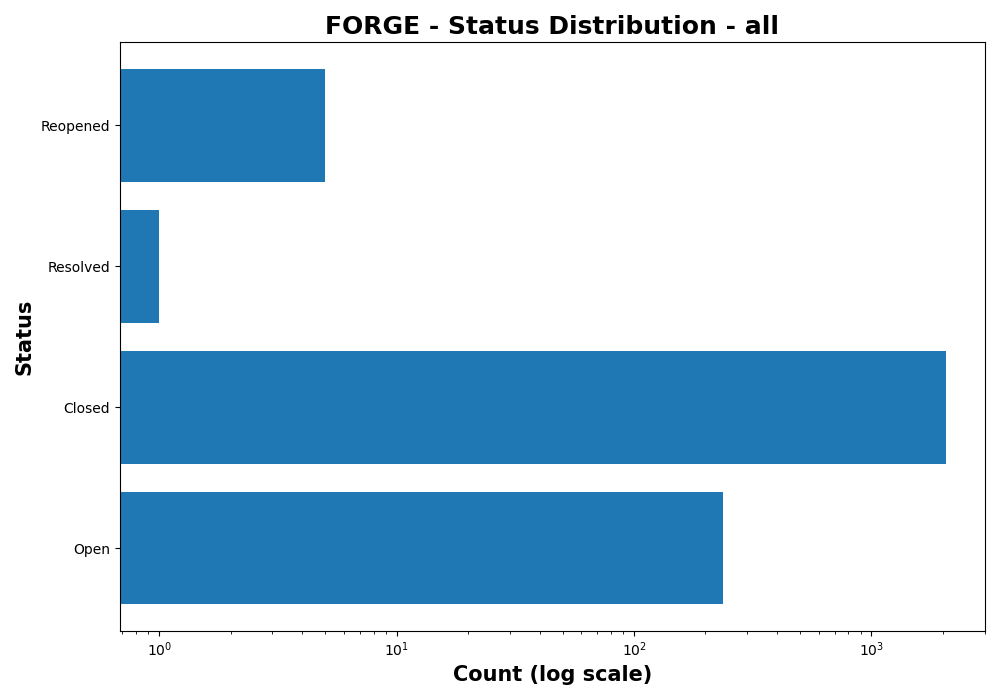 FORGE - Status Distribution - all
Reopened
Resolved
Closed
Open
Status
10⁰
10¹
10²
10³
Count (log scale)